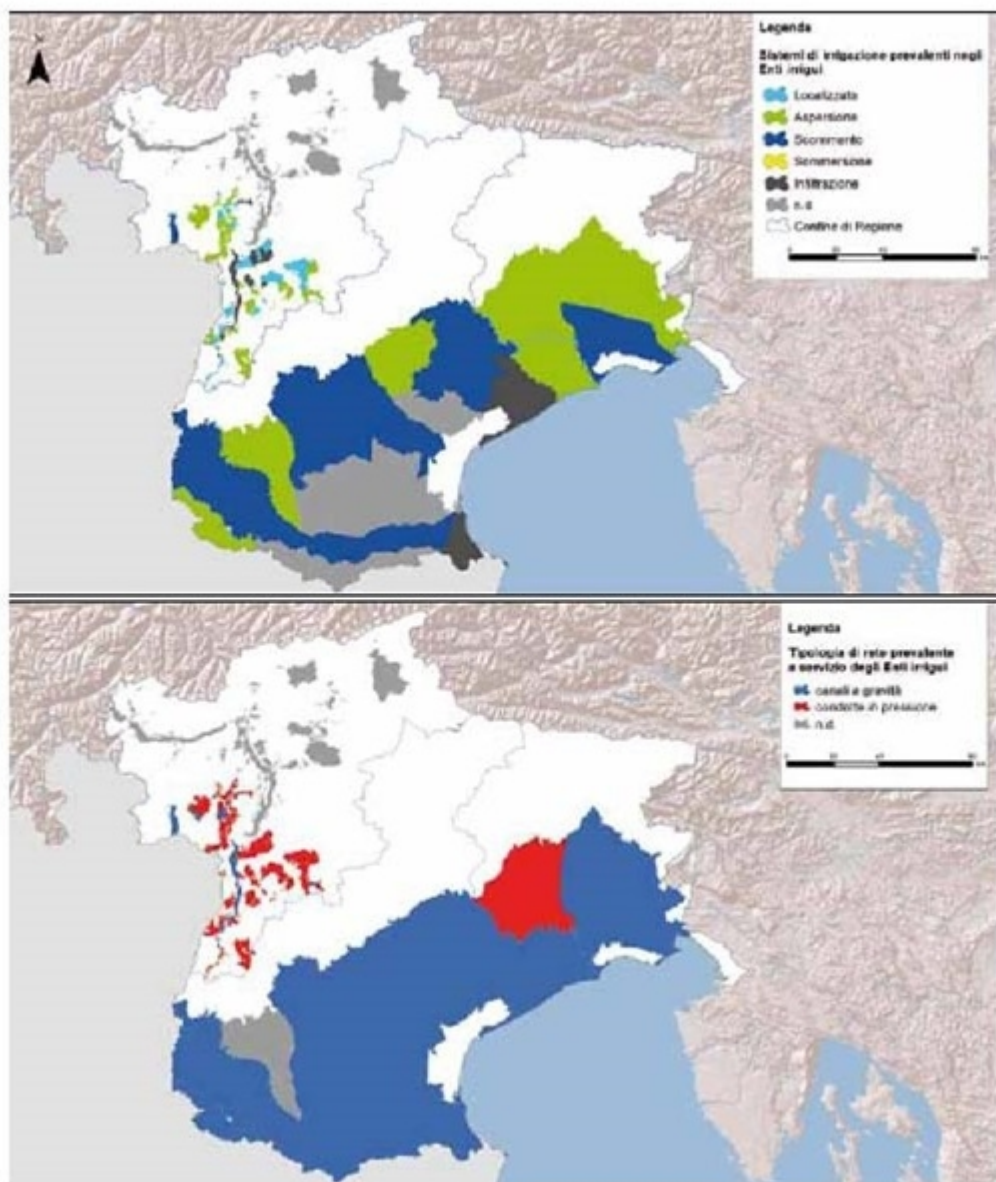 Legenda
Sistemi di irrigazione prevalenti negli
Enti irrigui
Localizzata
Aspersione
Scorrimento
Sommersione
Infiltrazione
n.d
Confine di Regione
Legenda
Tipologia di rete prevalente
a servizio degli Enti irrigui
canali a gravità
condotte in pressione
n.d.